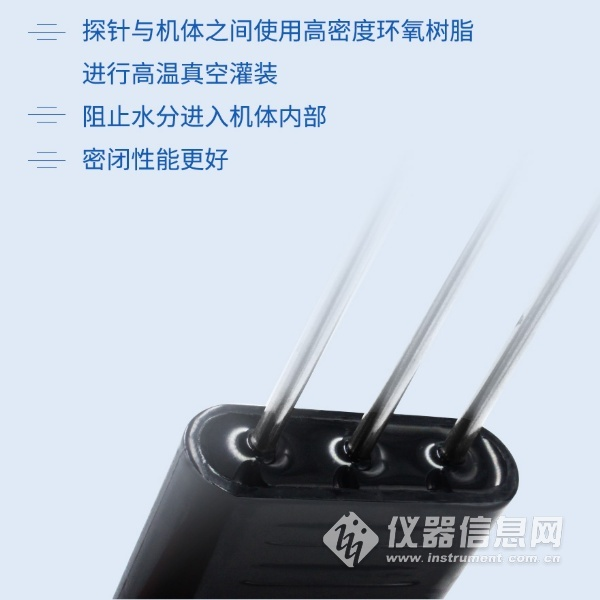 探针与机体之间使用高密度环氧树脂
进行高温真空灌装
阻止水分进入机体内部
密闭性能更好
仪器信息网
www.instrument.com.cn